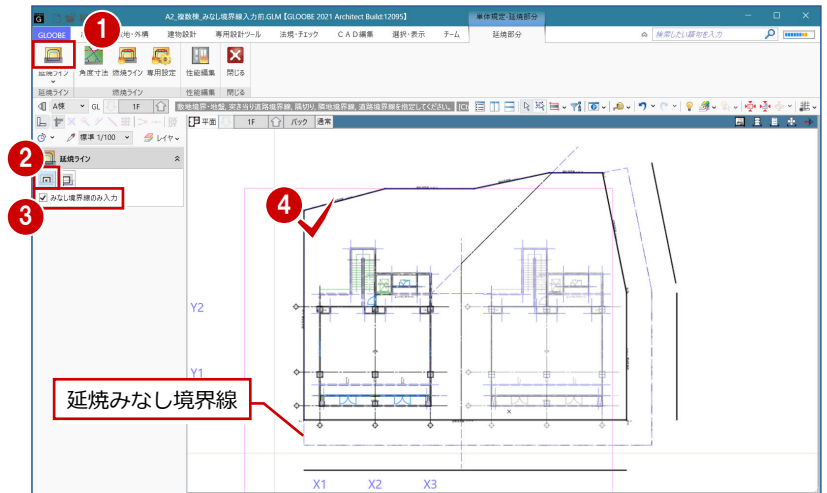 A2_複数棟_みなし境界線入力前.GLM【GLOOBE 2021 Architect Build:12095】
単体規定-延焼部分
GLOOBE
地・外構 建物設計 専用設計ツール 法規・チェック CAD編集 選択・表示 チーム 延焼部分
検索したい語句を入力
1
延焼ライン 角度寸法 燃焼ライン 専用設定 性能編集 閉じる
延焼ライン 燃焼ライン 性能編集 閉じる
A棟 GL 1F
敷地境界・地盤, 突き当り道路境界線, 隅切り, 隣地境界線, 道路境界線を指定してください。
平面 1F バック 通常
標準 1/100 レイヤ
2
延焼ライン
みなし境界線のみ入力
3
4
Y2
Y1
延焼みなし境界線
X1 X2 X3